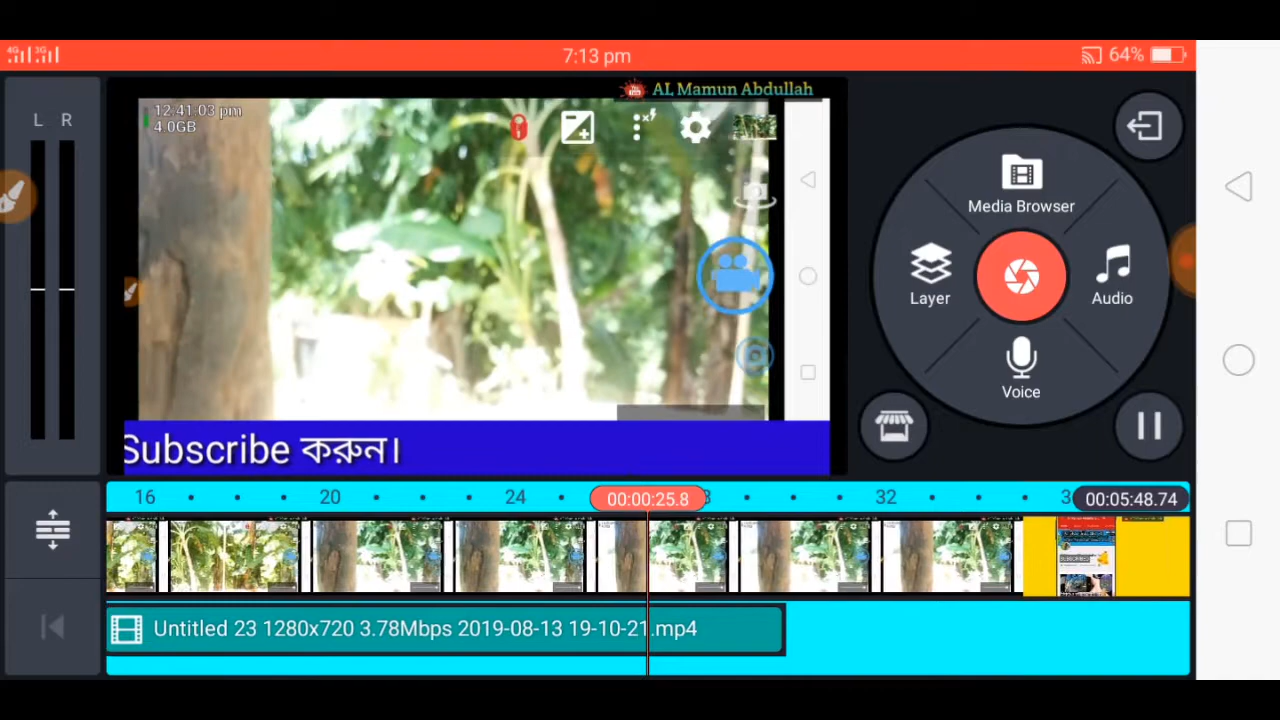 4G 3G
7:13 pm
64%
L R
AL Mamun Abdullah
12:41:03 pm
4.0GB
Subscribe করুন।
Media Browser
Layer
Audio
Voice
16
20
24
00:00:25.8
32
00:05:48.74
Untitled 23 1280x720 3.78Mbps 2019-08-13 19-10-21.mp4